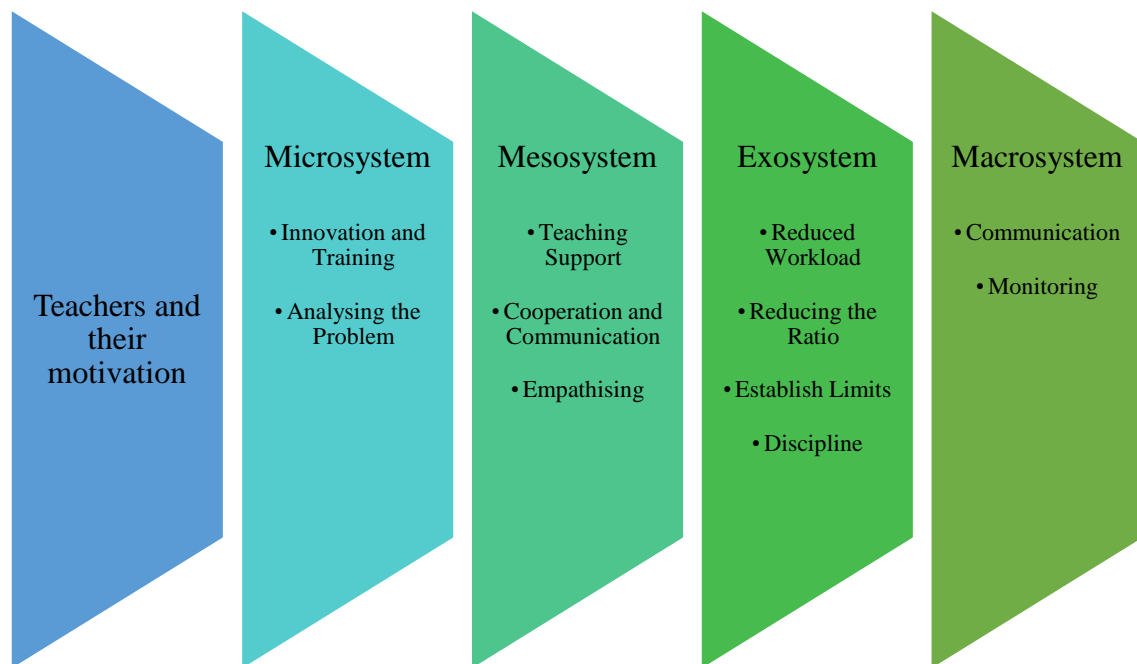 Teachers and
their
motivation
Microsystem
• Innovation and
Training
• Analysing the
Problem
Mesosystem
• Teaching
Support
• Cooperation and
Communication
• Empathising
Exosystem
• Reduced
Workload
• Reducing the
Ratio
• Establish Limits
• Discipline
Macrosystem
• Communication
• Monitoring